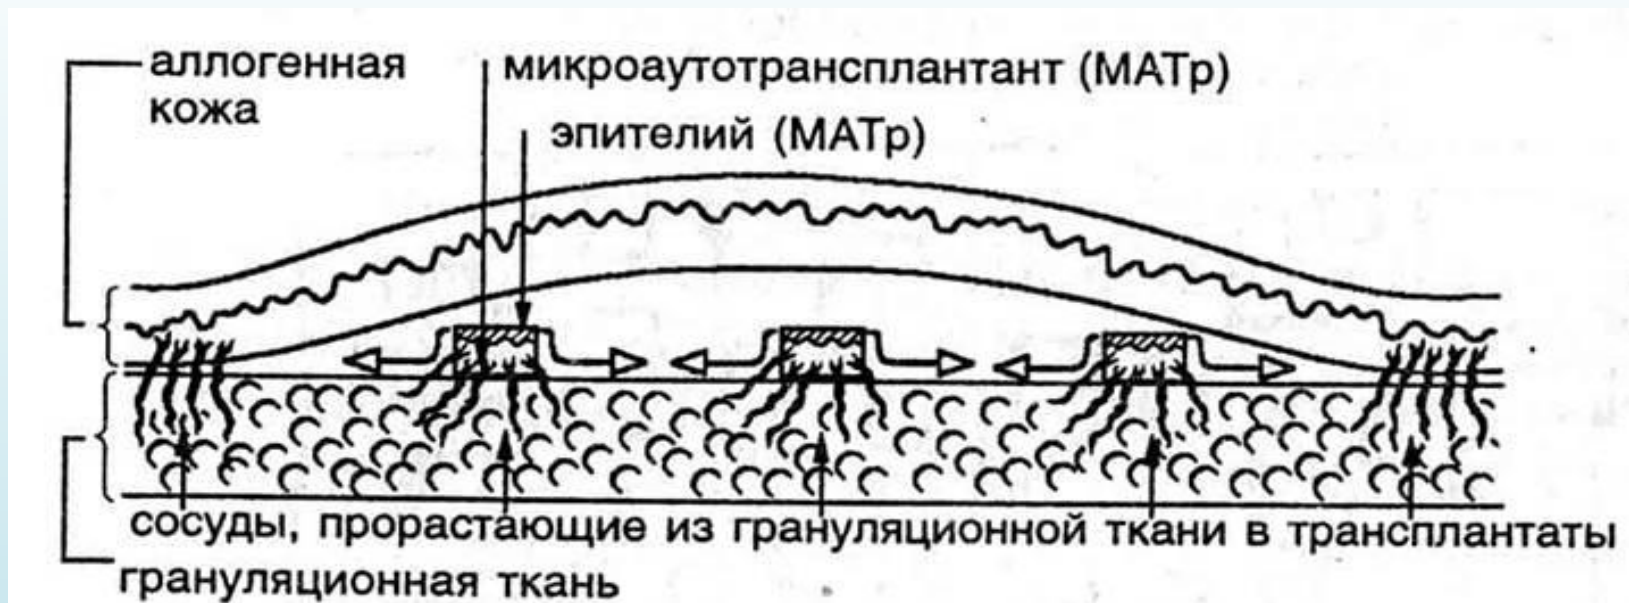 аллогенная
кожа
микроаутотрансплантант (МАТр)
эпителий (МАТр)
сосуды, прорастающие из грануляционной ткани в трансплантаты
грануляционная ткань